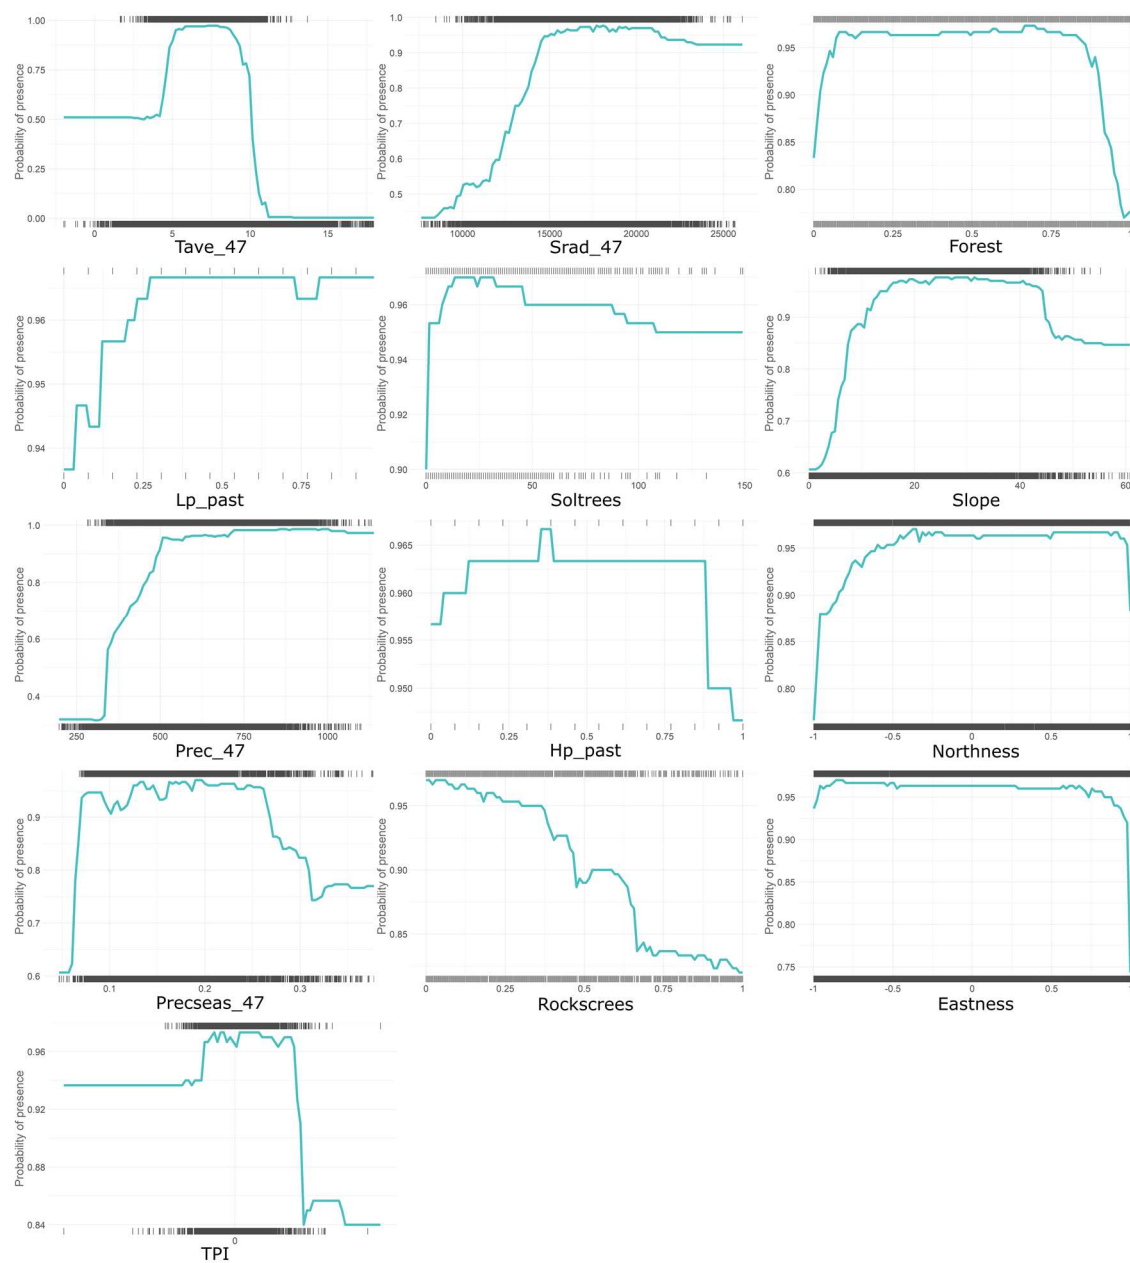 1.00
0.75
0.50
0.25
0.00
Probability of presence
0 5 10 15
Tave_47
1.0
0.9
0.8
0.7
0.6
0.5
Probability of presence
10000 15000 20000 25000
Srad_47
0.95
0.90
0.85
0.80
Probability of presence
0 0.25 0.5 0.75 1
Forest
0.96
0.95
0.94
Probability of presence
0 0.25 0.5 0.75
Lp_past
0.96
0.94
0.92
0.90
Probability of presence
0 50 100 150
Soltrees
0.9
0.8
0.7
0.6
Probability of presence
0 20 40 60
Slope
1.0
0.8
0.6
0.4
Probability of presence
250 500 750 1000
Prec_47
0.965
0.960
0.955
0.950
Probability of presence
0 0.25 0.5 0.75 1
Hp_past
0.95
0.90
0.85
0.80
Probability of presence
-1 -0.5 0 0.5 1
Northness
0.9
0.8
0.7
0.6
Probability of presence
0.1 0.2 0.3
Precseas_47
0.95
0.90
0.85
Probability of presence
0 0.25 0.5 0.75 1
Rockscrees
0.95
0.90
0.85
0.80
0.75
Probability of presence
-1 -0.5 0 0.5 1
Eastness
0.96
0.92
0.88
0.84
Probability of presence
0
TPI